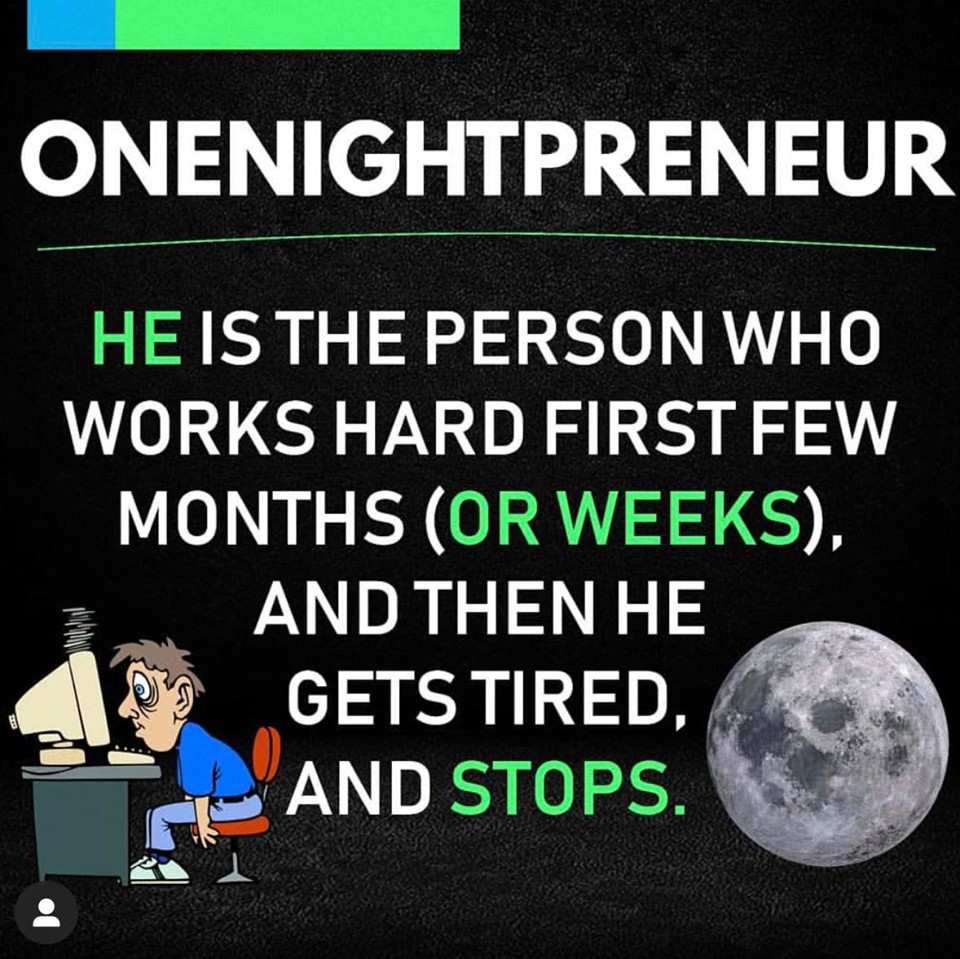 ONENIGHTPRENEUR
HE IS THE PERSON WHO
WORKS HARD FIRST FEW
MONTHS (OR WEEKS),
AND THEN HE
GETS TIRED,
AND STOPS.